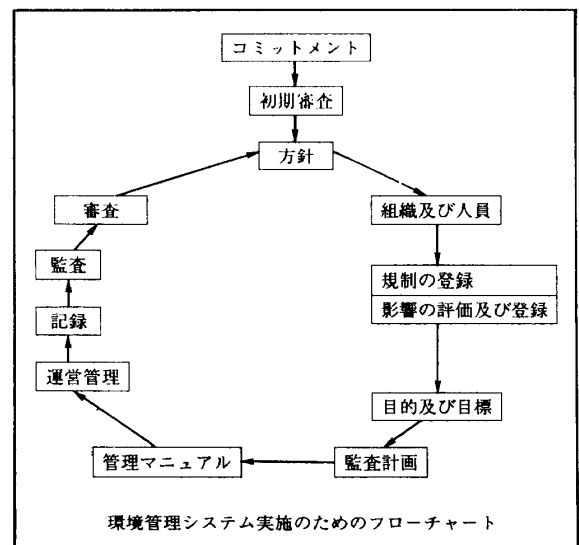 コミットメント
初期審査
方針
組織及び人員
規制の登録
影響の評価及び登録
目的及び目標
監査計画
管理マニュアル
運営管理
記録
監査
審査
環境管理システム実施のためのフローチャート